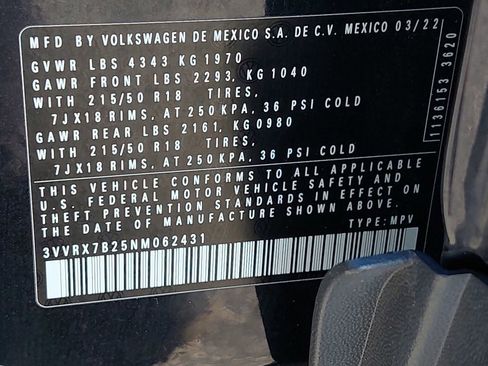 MFD BY VOLKSWAGEN DE MEXICO S.A. DE C.V. MEXICO 03/22
GVWR LBS 4343 KG 1970
GAWR FRONT LBS 2293, KG 1040
WITH 215/50 R18 TIRES,
7JX18 RIMS, AT 250 KPA, 36 PSI COLD
GAWR REAR LBS 2161, KG 0980
WITH 215/50 R18 TIRES,
7JX18 RIMS, AT 250 KPA, 36 PSI COLD
THIS VEHICLE CONFORMS TO ALL APPLICABLE
U.S. FEDERAL MOTOR VEHICLE SAFETY AND
THEFT PREVENTION STANDARDS IN EFFECT ON
THE DATE OF MANUFACTURE SHOWN ABOVE.
3VVRX7B25NM062431 TYPE: MPV
1136153 3620